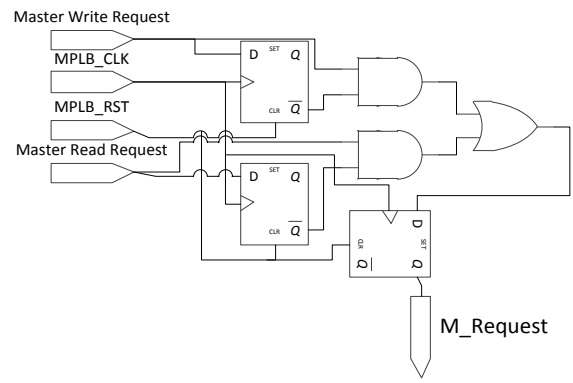 Master Write Request
MPLB_CLK
MPLB_RST
Master Read Request
D SET Q
CLR Q
D SET Q
CLR Q
D SET Q
CLR Q
M_Request